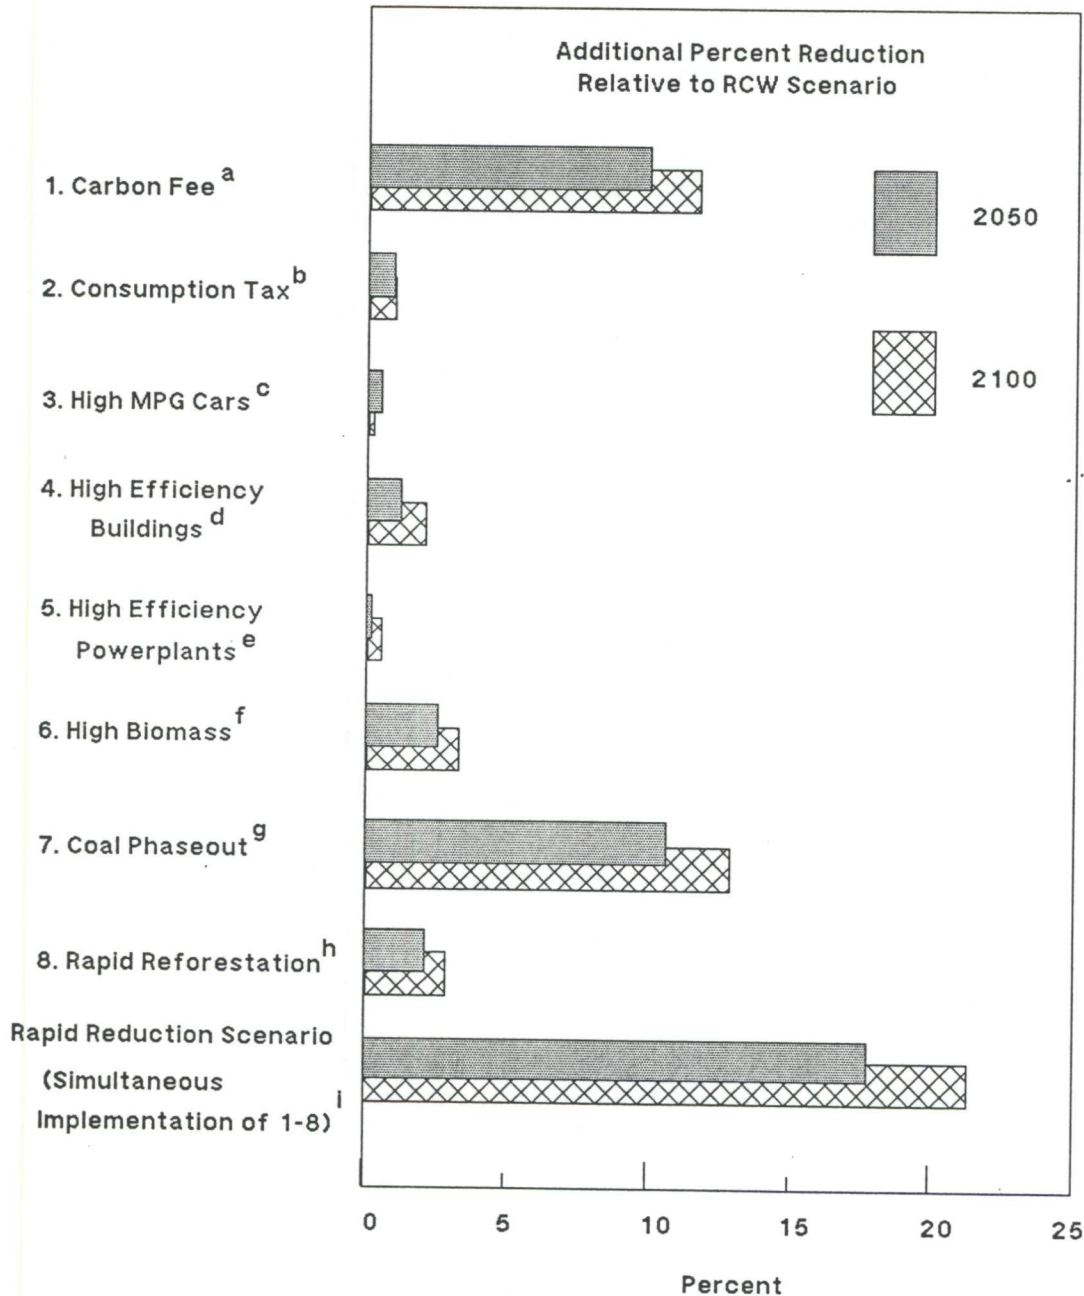 Additional Percent Reduction
Relative to RCW Scenario
1. Carbon Fee a
2050
2. Consumption Tax b
2100
3. High MPG Cars c
4. High Efficiency
Buildings d
5. High Efficiency
Powerplants e
6. High Biomass f
7. Coal Phaseout g
8. Rapid Reforestation h
Rapid Reduction Scenario
(Simultaneous
Implementation of 1-8) i
0 5 10 15 20 25
Percent